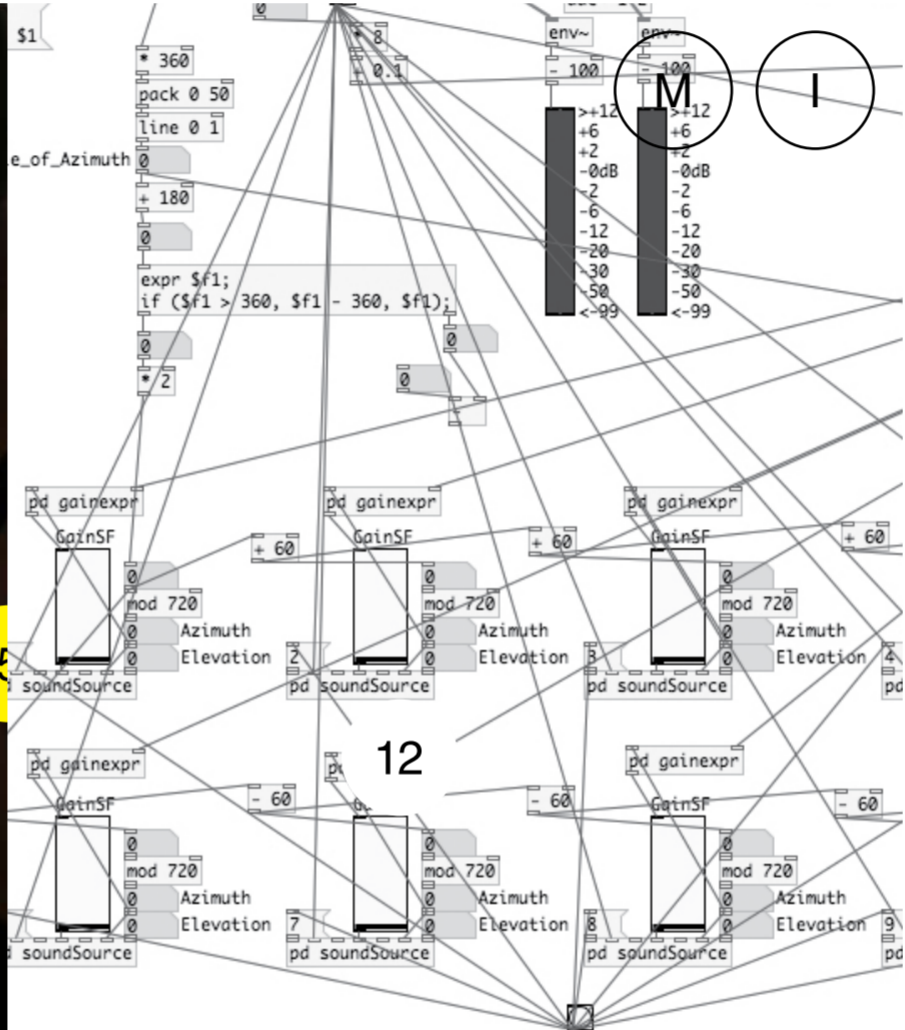 $1
0
* 8
+ 0.1
env~
env~
- 100
- 100
M
I
* 360
pack 0 50
line 0 1
e_of_Azimuth
0
+ 180
0
expr $f1;
if ($f1 > 360, $f1 - 360, $f1);
0
0
* 2
0
-
>+12
+6
+2
-0dB
-2
-6
-12
-20
-30
-50
<-99
>+12
+6
+2
-0dB
-2
-6
-12
-20
-30
-50
<-99
pd gainexpr
pd gainexpr
pd gainexpr
GainSF
GainSF
GainSF
+ 60
+ 60
+ 60
0
0
0
mod 720
mod 720
mod 720
0 Azimuth
0 Azimuth
0 Azimuth
0 Elevation
2
0 Elevation
3
0 Elevation
4
5
d soundSource
pd soundSource
pd soundSource
pd
12
pd gainexpr
pd gainexpr
GainSF
GainSF
- 60
- 60
- 60
0
0
0
mod 720
mod 720
mod 720
0 Azimuth
0 Azimuth
0 Azimuth
0 Elevation
7
0 Elevation
8
0 Elevation
9
d soundSource
pd soundSource
pd soundSource
pd